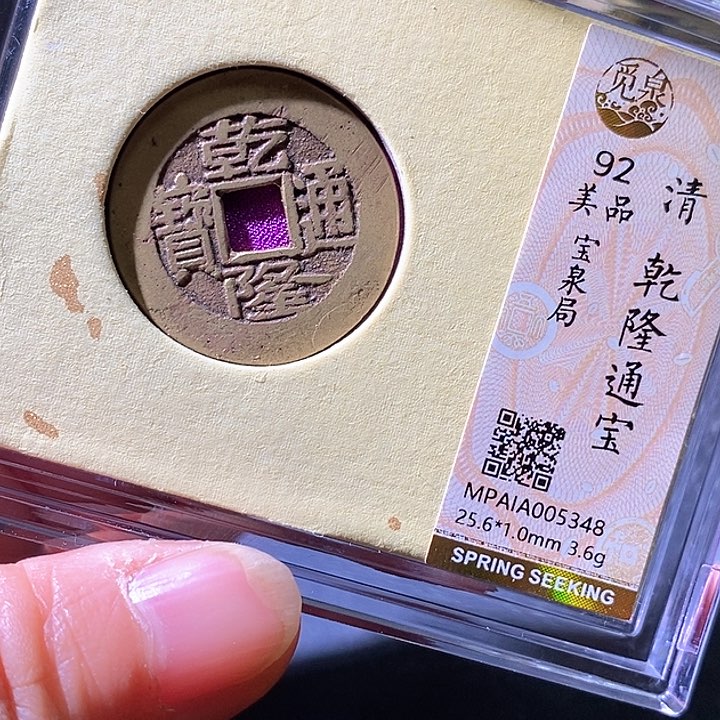 乾隆通寶
覓泉
清 乾隆通宝
92
美品 宝泉局
MPAIA005348
25.6*1.0mm 3.6g
SPRING SEEKING